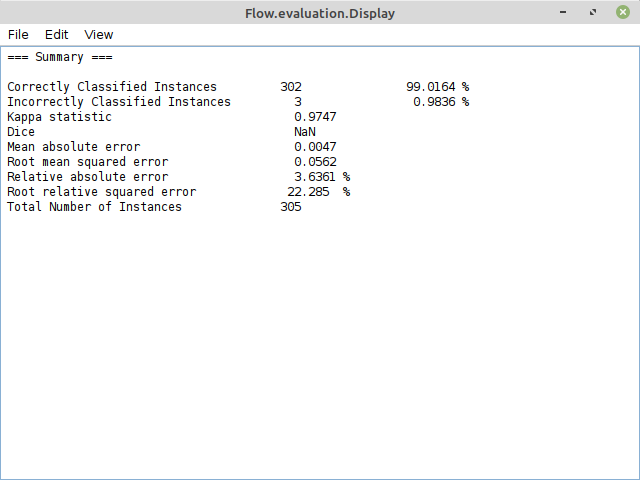 Flow.evaluation.Display
File Edit View
=== Summary ===
Correctly Classified Instances 302 99.0164 %
Incorrectly Classified Instances 3 0.9836 %
Kappa statistic 0.9747
Dice NaN
Mean absolute error 0.0047
Root mean squared error 0.0562
Relative absolute error 3.6361 %
Root relative squared error 22.285 %
Total Number of Instances 305